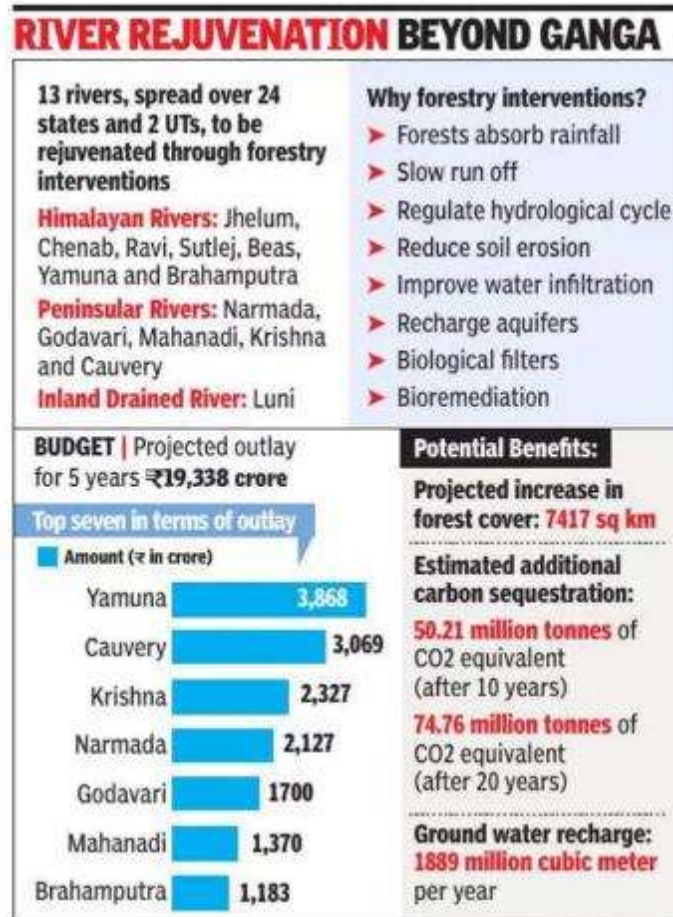 RIVER REJUVENATION BEYOND GANGA
13 rivers, spread over 24
states and 2 UTs, to be
rejuvenated through forestry
interventions
Himalayan Rivers: Jhelum,
Chenab, Ravi, Sutlej, Beas,
Yamuna and Brahamputra
Peninsular Rivers: Narmada,
Godavari, Mahanadi, Krishna
and Cauvery
Inland Drained River: Luni
Why forestry interventions?
➤ Forests absorb rainfall
➤ Slow run off
➤ Regulate hydrological cycle
➤ Reduce soil erosion
➤ Improve water infiltration
➤ Recharge aquifers
➤ Biological filters
➤ Bioremediation
BUDGET | Projected outlay
for 5 years ₹19,338 crore
Top seven in terms of outlay
Amount (₹ in crore)
Yamuna 3,868
Cauvery 3,069
Krishna 2,327
Narmada 2,127
Godavari 1700
Mahanadi 1,370
Brahamputra 1,183
Potential Benefits:
Projected increase in
forest cover: 7417 sq km
Estimated additional
carbon sequestration:
50.21 million tonnes of
CO2 equivalent
(after 10 years)
74.76 million tonnes of
CO2 equivalent
(after 20 years)
Ground water recharge:
1889 million cubic meter
per year